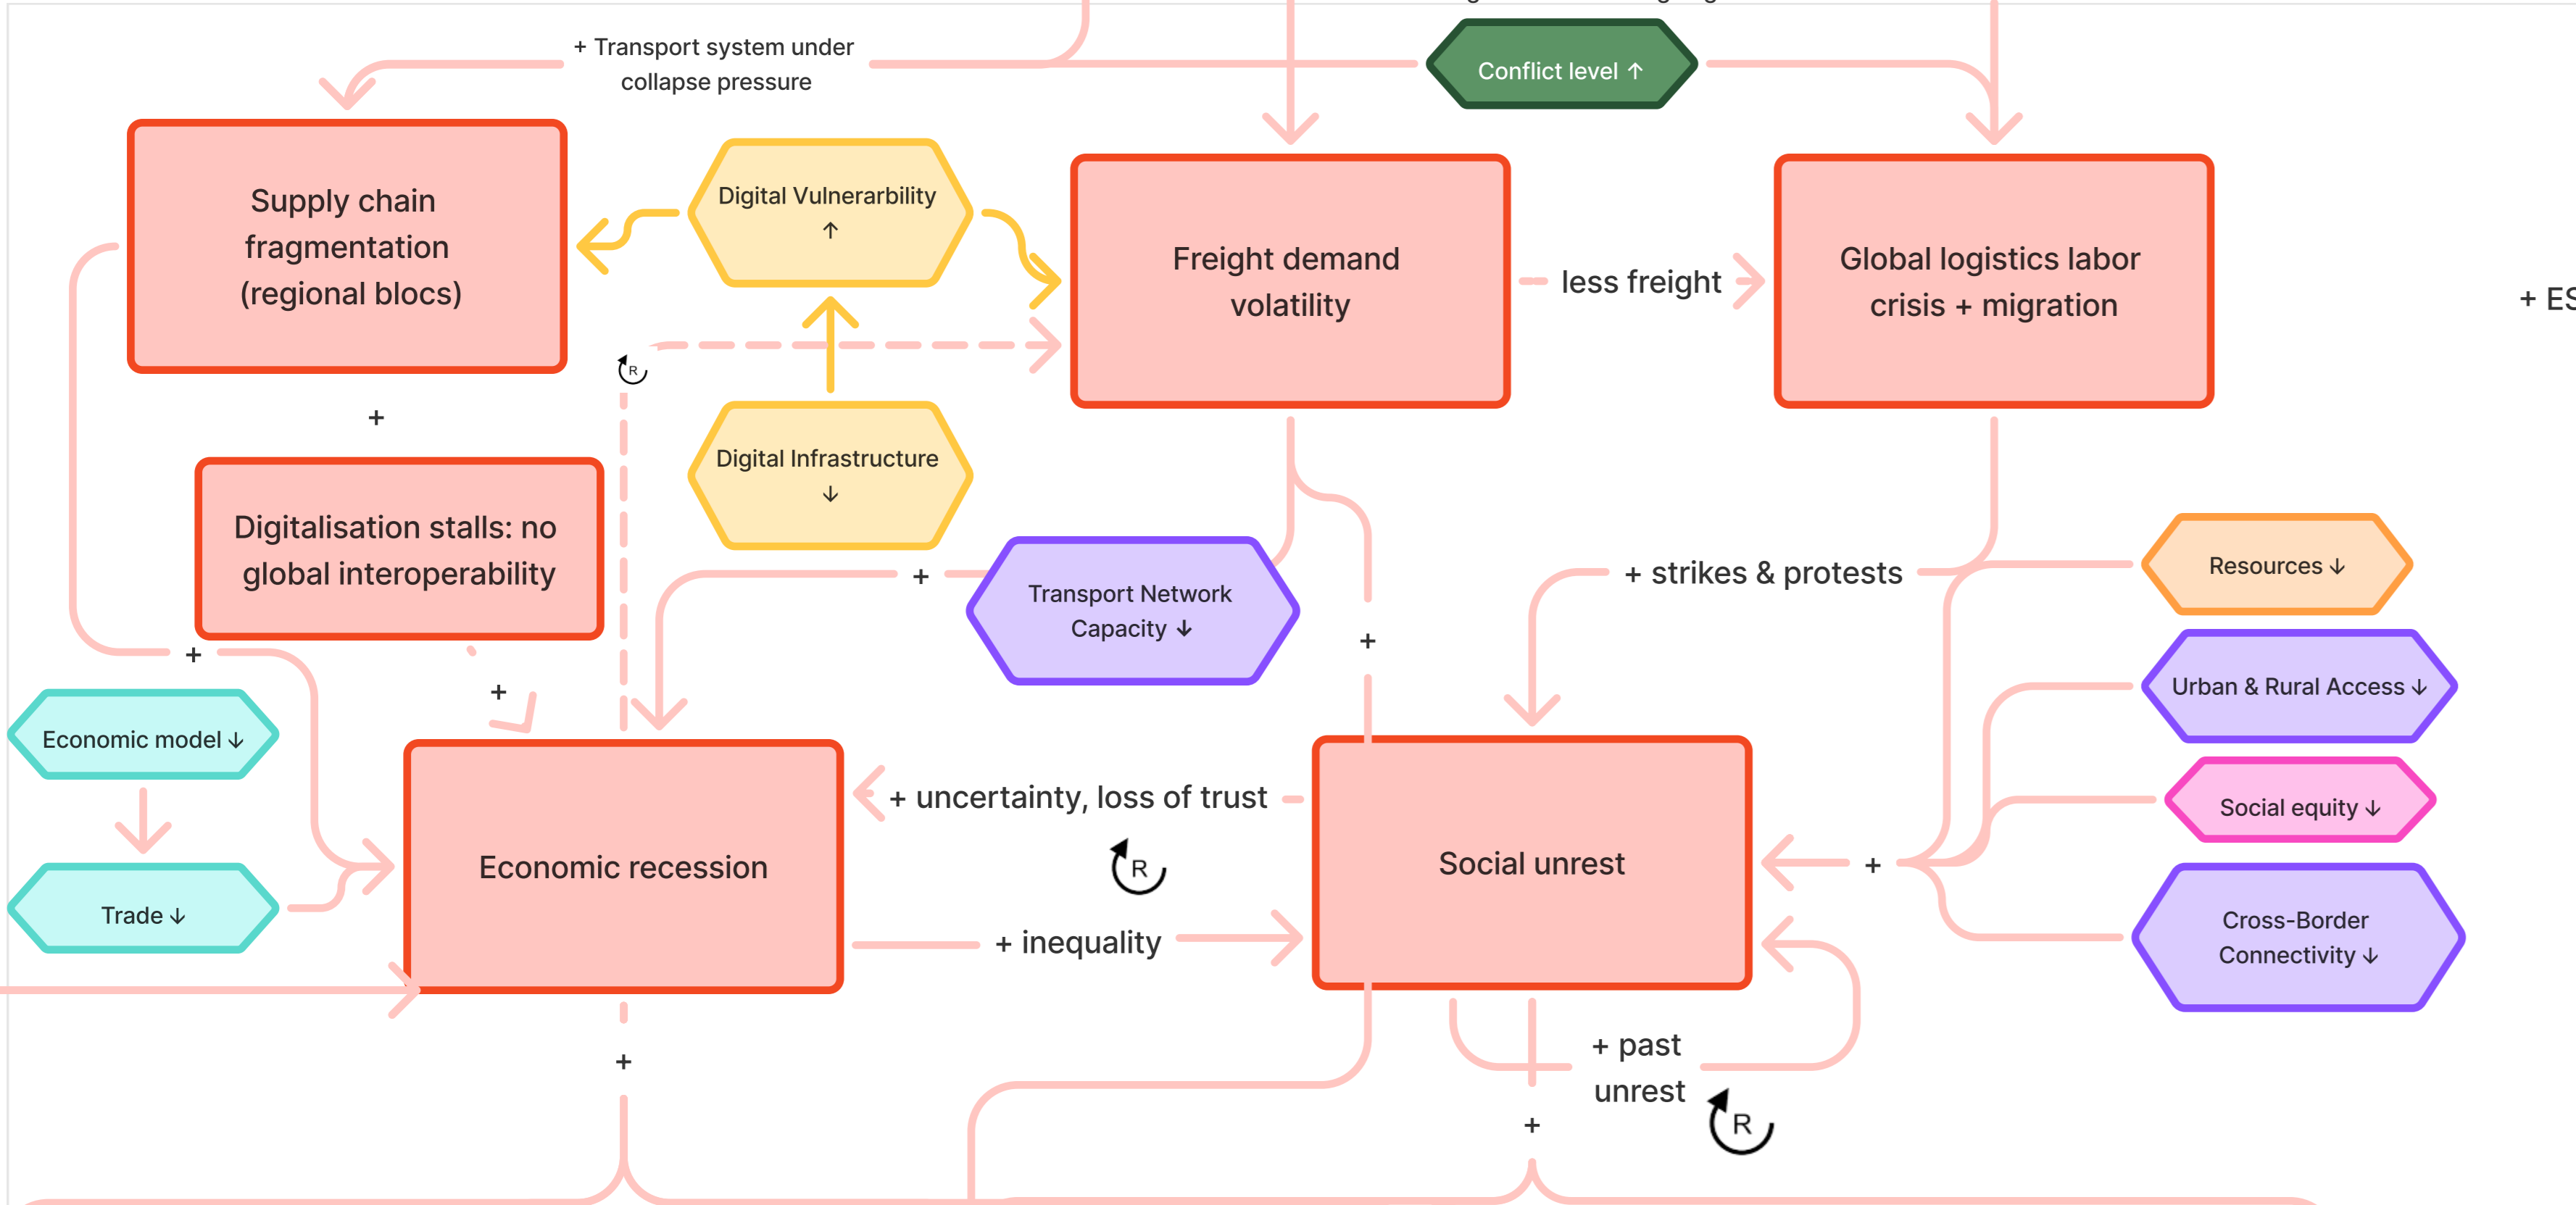 + Transport system under
collapse pressure
Conflict level ↑
Supply chain
fragmentation
(regional blocs)
Digital Vulnerarbility
↑
Freight demand
volatility
less freight
Global logistics labor
crisis + migration
+ ES
R
+
Digital Infrastructure
↓
Digitalisation stalls: no
global interoperability
+
Transport Network
Capacity ↓
+
+ strikes & protests
Resources ↓
Urban & Rural Access ↓
Social equity ↓
Cross-Border
Connectivity ↓
+
+
+
Economic model ↓
Trade ↓
Economic recession
+ uncertainty, loss of trust
R
+ inequality
Social unrest
+ past
unrest
R
+
+